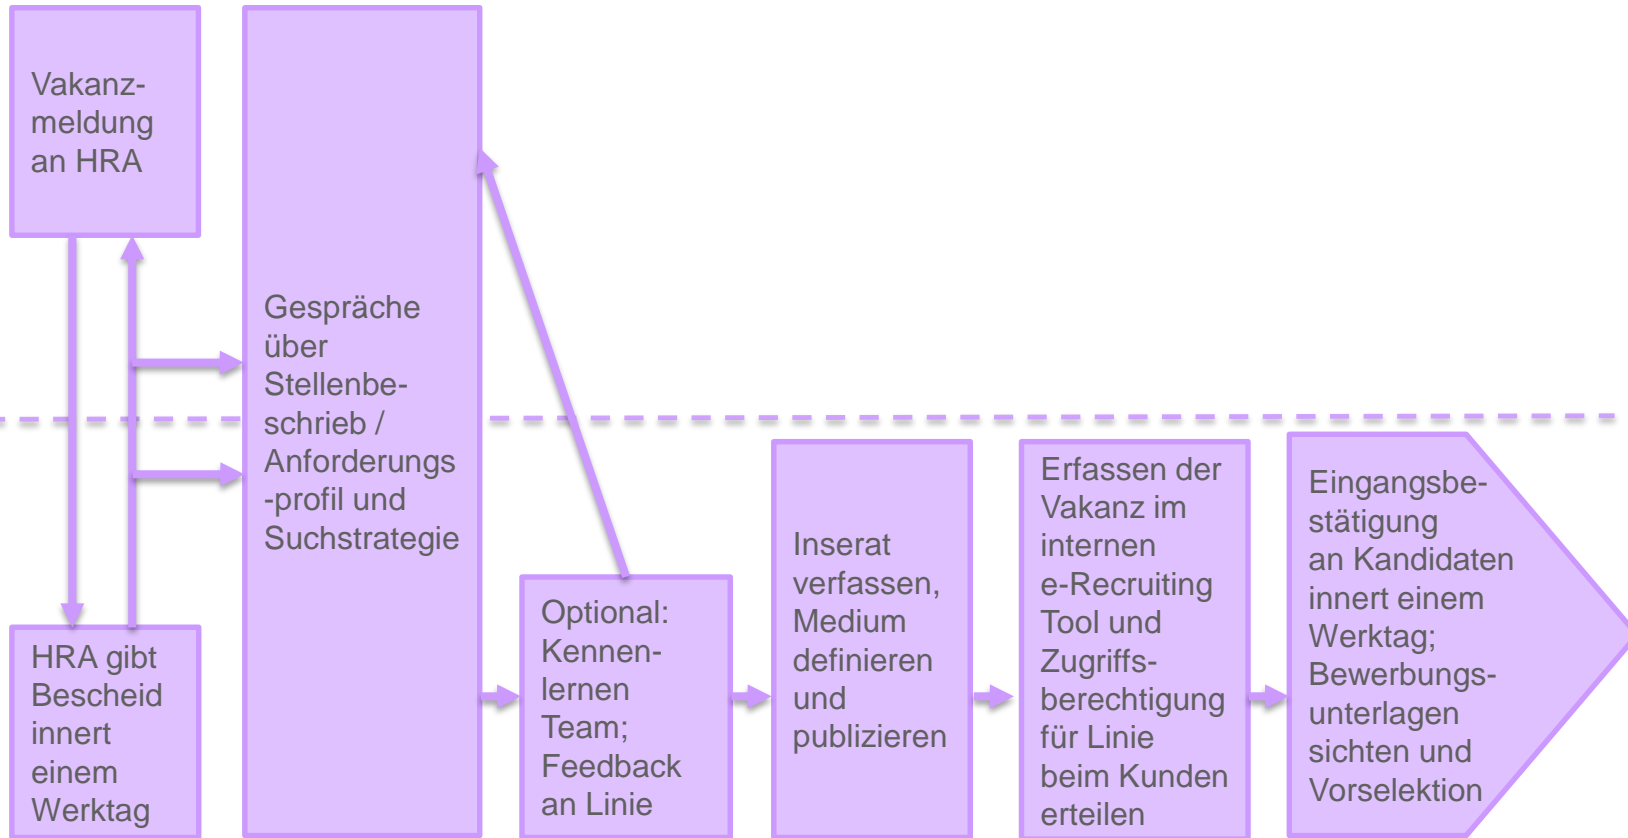 Vakanz-
meldung
an HRA
HRA gibt
Bescheid
innert
einem
Werktag
Gespräche
über
Stellenbe-
schrieb /
Anforderungs
-profil und
Suchstrategie
Optional:
Kennen-
lernen
Team;
Feedback
an Linie
Inserat
verfassen,
Medium
definieren
und
publizieren
Erfassen der
Vakanz im
internen
e-Recruiting
Tool und
Zugriffs-
berechtigung
für Linie
beim Kunden
erteilen
Eingangsbe-
stätigung
an Kandidaten
innert einem
Werktag;
Bewerbungs-
unterlagen
sichten und
Vorselektion